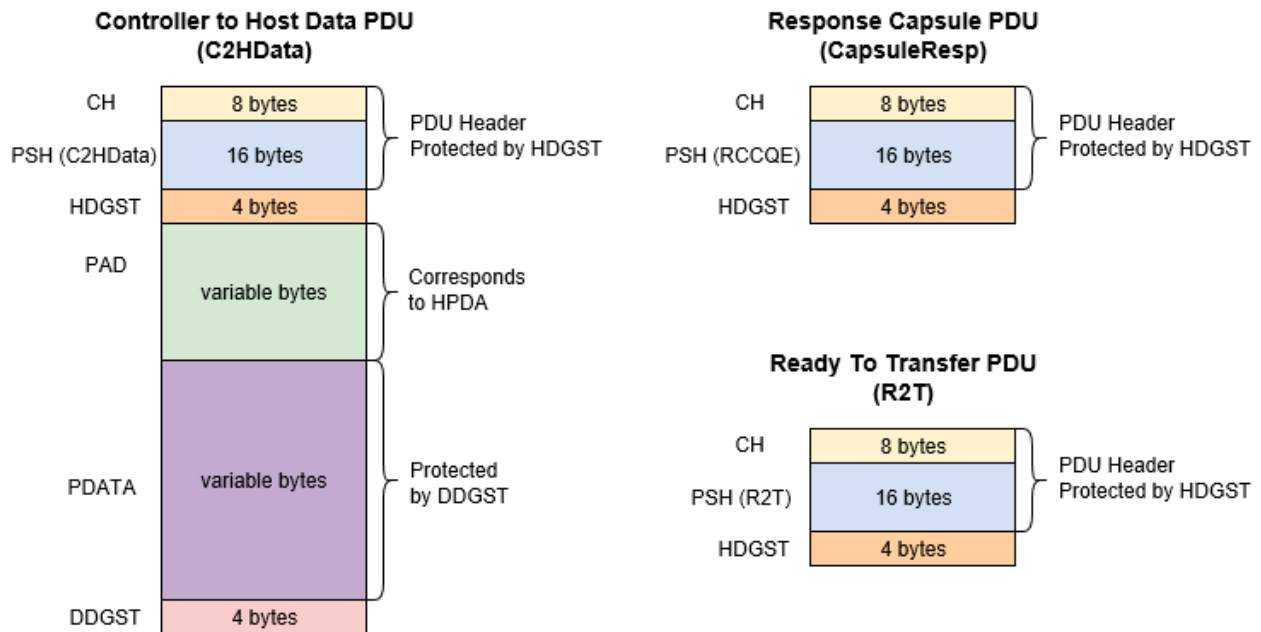 Controller to Host Data PDU
(C2HData)
CH
8 bytes
PSH (C2HData)
16 bytes
PDU Header
Protected by HDGST
HDGST
4 bytes
PAD
variable bytes
Corresponds
to HPDA
PDATA
variable bytes
Protected
by DDGST
DDGST
4 bytes
Response Capsule PDU
(CapsuleResp)
CH
8 bytes
PSH (RCCQE)
16 bytes
PDU Header
Protected by HDGST
HDGST
4 bytes
Ready To Transfer PDU
(R2T)
CH
8 bytes
PSH (R2T)
16 bytes
PDU Header
Protected by HDGST
HDGST
4 bytes